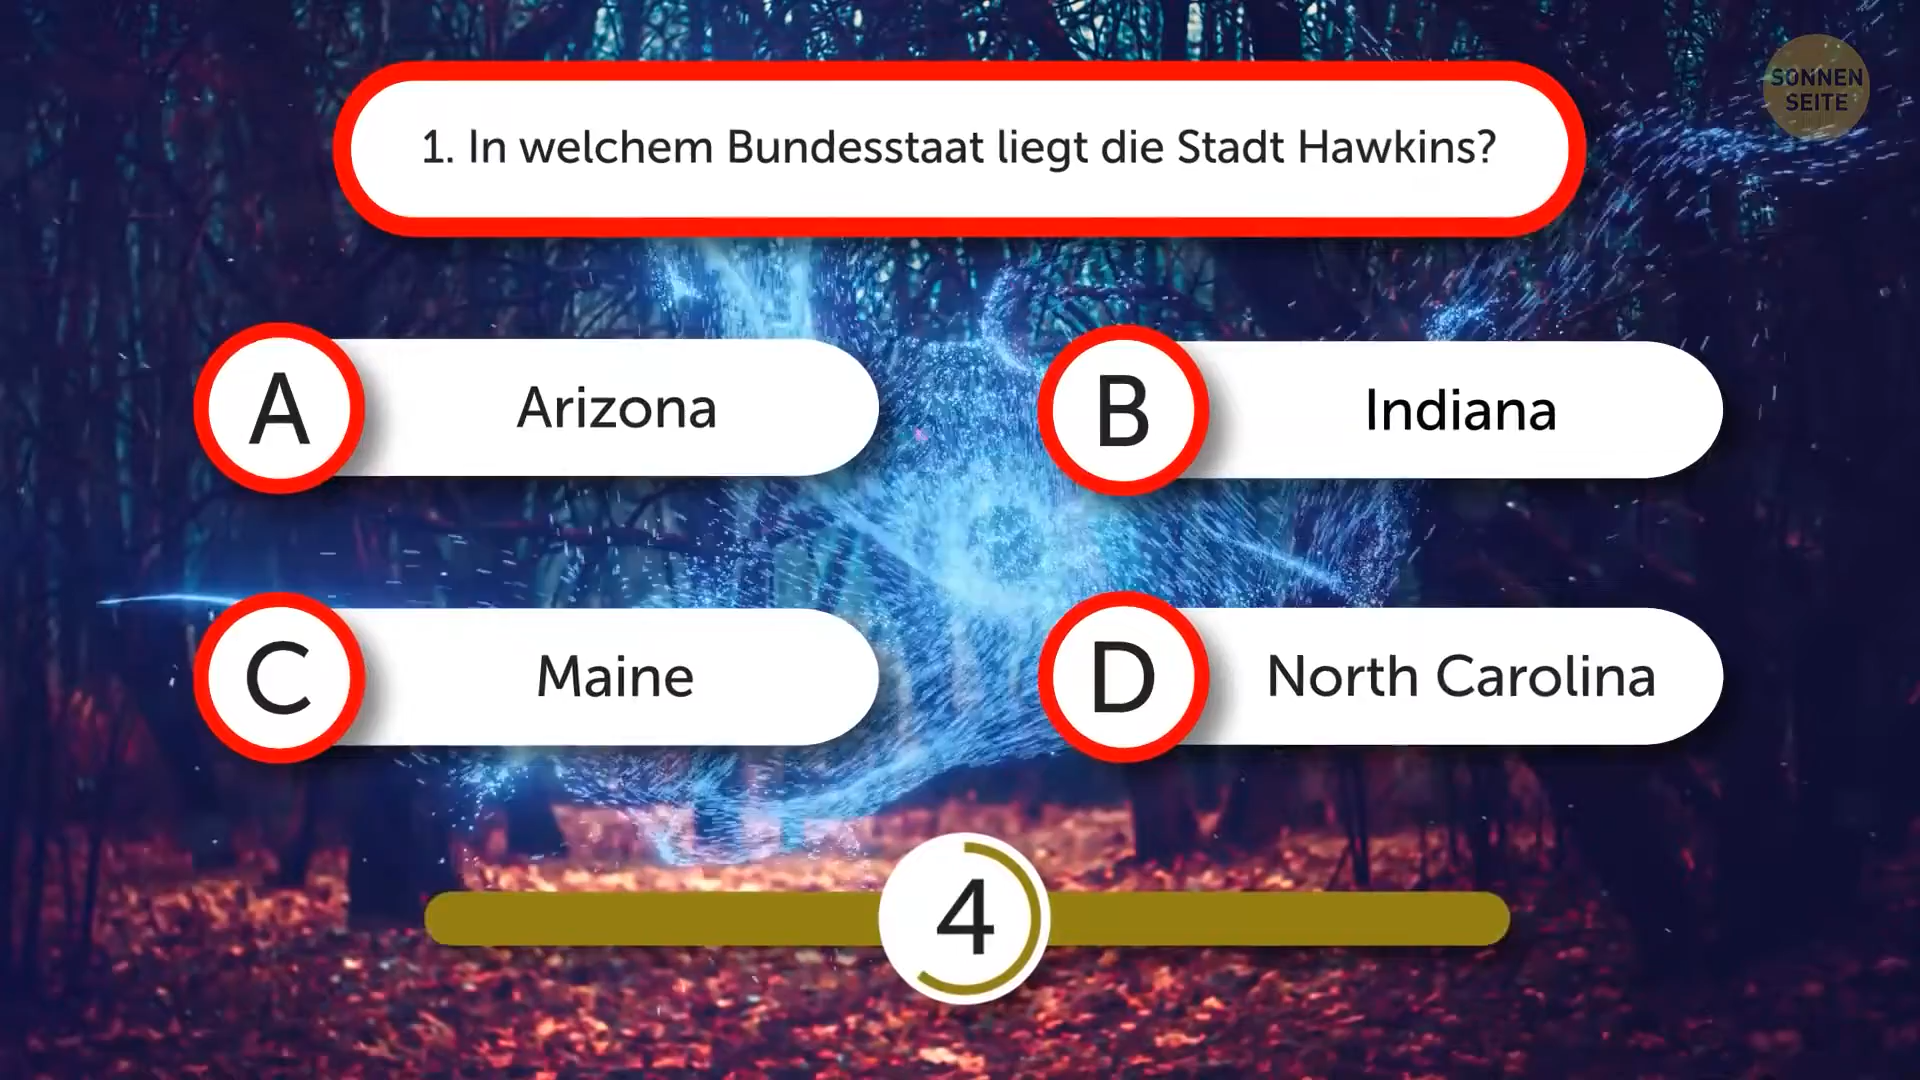 SONNEN
SEITE
1. In welchem Bundesstaat liegt die Stadt Hawkins?
A Arizona
B Indiana
C Maine
D North Carolina
4